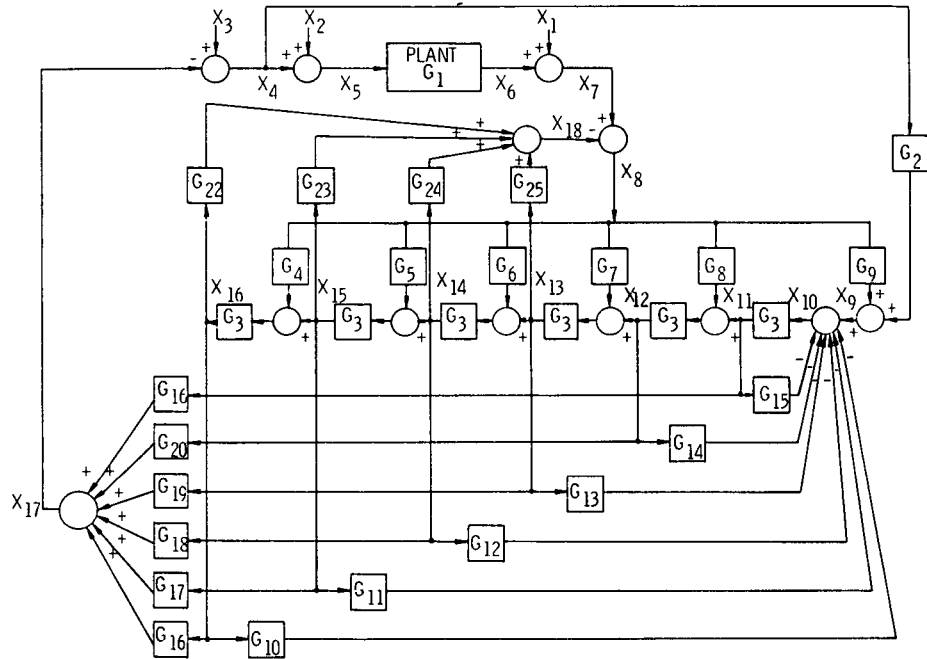 X3 X2 X1
+ + +
- + +
PLANT
G1
X4 X5 X6 X7
X18
+ + + +
- +
G2
X8
G22 G23 G24 G25
G4 G5 G6 G7 G8 G9
X16 X15 X14 X13 X12 X11 X10 X9
+ + +
G3 G3 G3 G3 G3 G3
+ + + + +
- - - - - -
G16 G15
G20 G14
+ + + + + +
X17
G19 G13
G18 G12
G17 G11
G16 G10